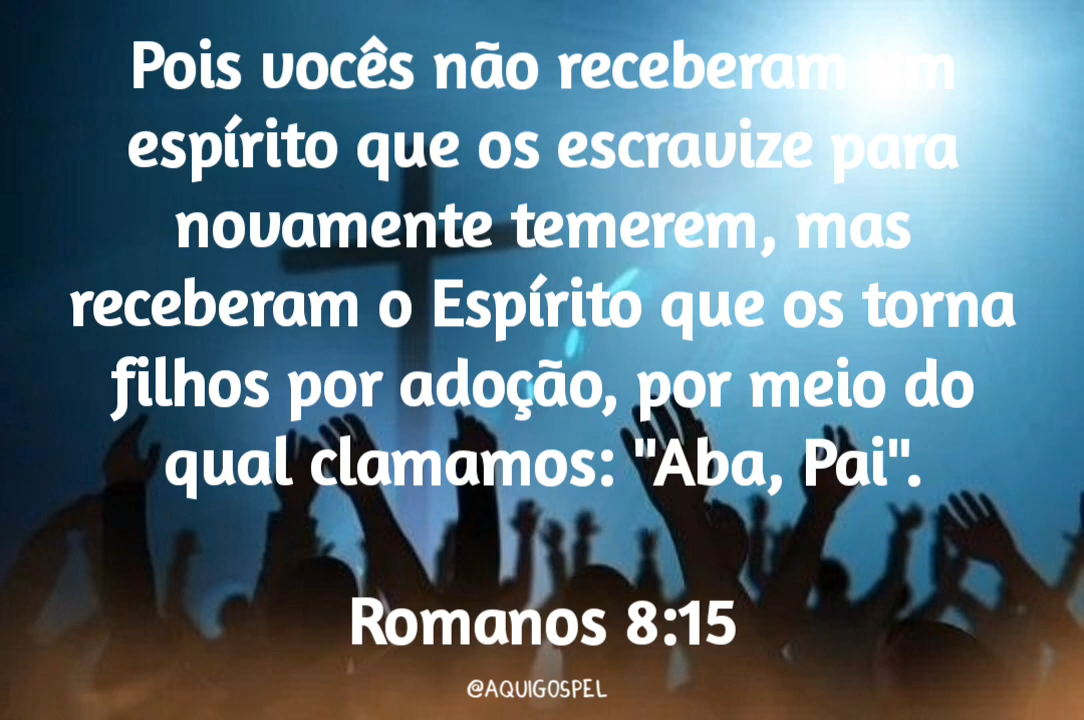 Pois vocês não receberam um
espírito que os escravize para
novamente temerem, mas
receberam o Espírito que os torna
filhos por adoção, por meio do
qual clamamos: "Aba, Pai".
Romanos 8:15
@AQUIGOSPEL